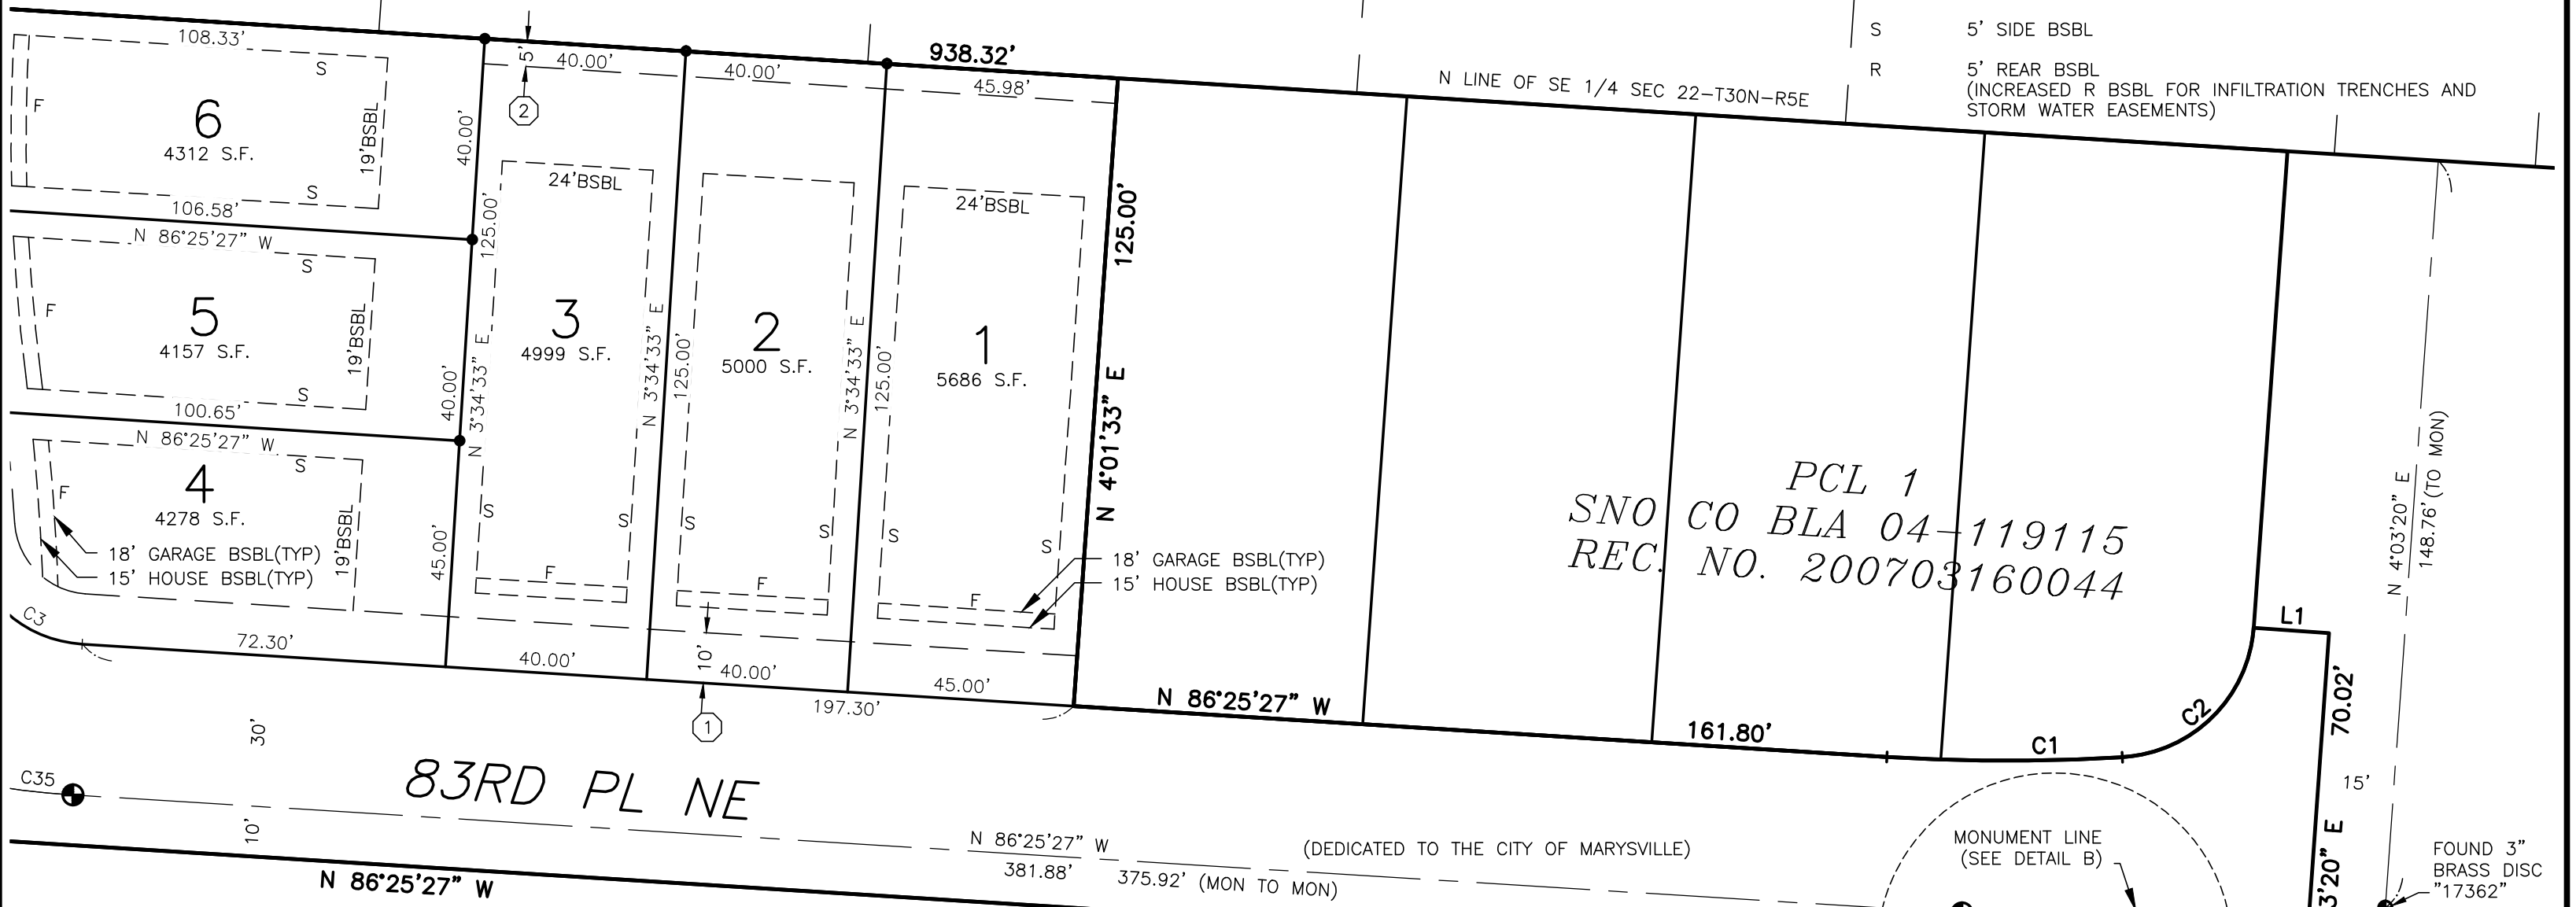 108.33'
S
F
6
4312 S.F.
19'BSBL
S
106.58'
N 86°25'27" W
S
F
5
4157 S.F.
19'BSBL
S
100.65'
N 86°25'27" W
S
F
4
4278 S.F.
19'BSBL
18' GARAGE BSBL(TYP)
15' HOUSE BSBL(TYP)
C3
72.30'
40.00'
40.00'
45.00'
5'
2
40.00'
125.00'
24'BSBL
3
4999 S.F.
N 3°34'33" E
S
S
F
40.00'
40.00'
N 3°34'33" E
125.00'
2
5000 S.F.
S
S
F
10'
40.00'
1
938.32'
45.98'
N 3°34'33" E
125.00'
24'BSBL
1
5686 S.F.
S
S
F
45.00'
197.30'
18' GARAGE BSBL(TYP)
15' HOUSE BSBL(TYP)
125.00'
N 4°01'33" E
N LINE OF SE 1/4 SEC 22-T30N-R5E
S 5' SIDE BSBL
R 5' REAR BSBL
(INCREASED R BSBL FOR INFILTRATION TRENCHES AND
STORM WATER EASEMENTS)
PCL 1
SNO CO BLA 04-119115
REC. NO. 200703160044
N 86°25'27" W
161.80'
C1
C2
L1
70.02'
15'
3'20" E
N 4°03'20" E
148.76'(TO MON)
30'
C35
10'
83RD PL NE
N 86°25'27" W
N 86°25'27" W
381.88'
375.92' (MON TO MON)
(DEDICATED TO THE CITY OF MARYSVILLE)
MONUMENT LINE
(SEE DETAIL B)
FOUND 3"
BRASS DISC
"17362"